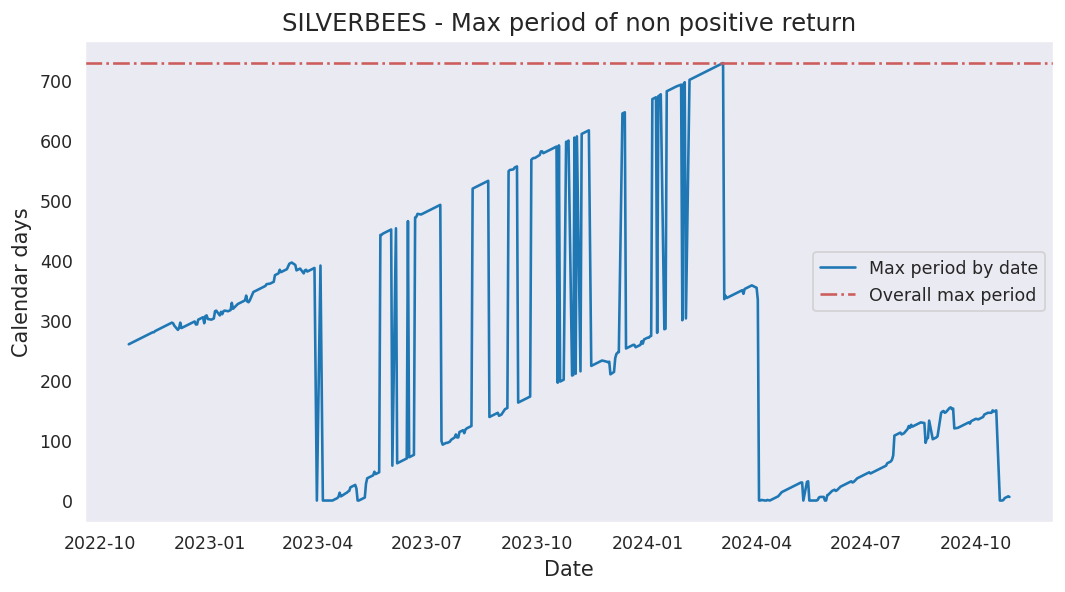 SILVERBEES - Max period of non positive return
700
600
500
400
300
200
100
0
Calendar days
Max period by date
Overall max period
2022-10 2023-01 2023-04 2023-07 2023-10 2024-01 2024-04 2024-07 2024-10
Date